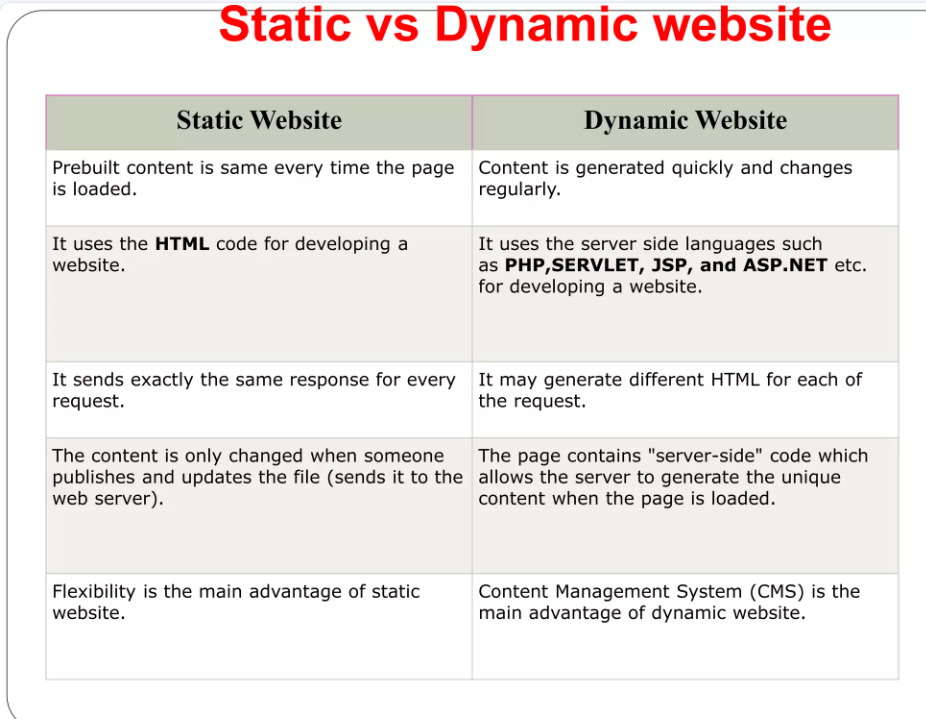 Static vs Dynamic website
Static Website
Dynamic Website
Prebuilt content is same every time the page
is loaded.
Content is generated quickly and changes
regularly.
It uses the HTML code for developing a
website.
It uses the server side languages such
as PHP,SERVLET, JSP, and ASP.NET etc.
for developing a website.
It sends exactly the same response for every
request.
It may generate different HTML for each of
the request.
The content is only changed when someone
publishes and updates the file (sends it to the
web server).
The page contains "server-side" code which
allows the server to generate the unique
content when the page is loaded.
Flexibility is the main advantage of static
website.
Content Management System (CMS) is the
main advantage of dynamic website.